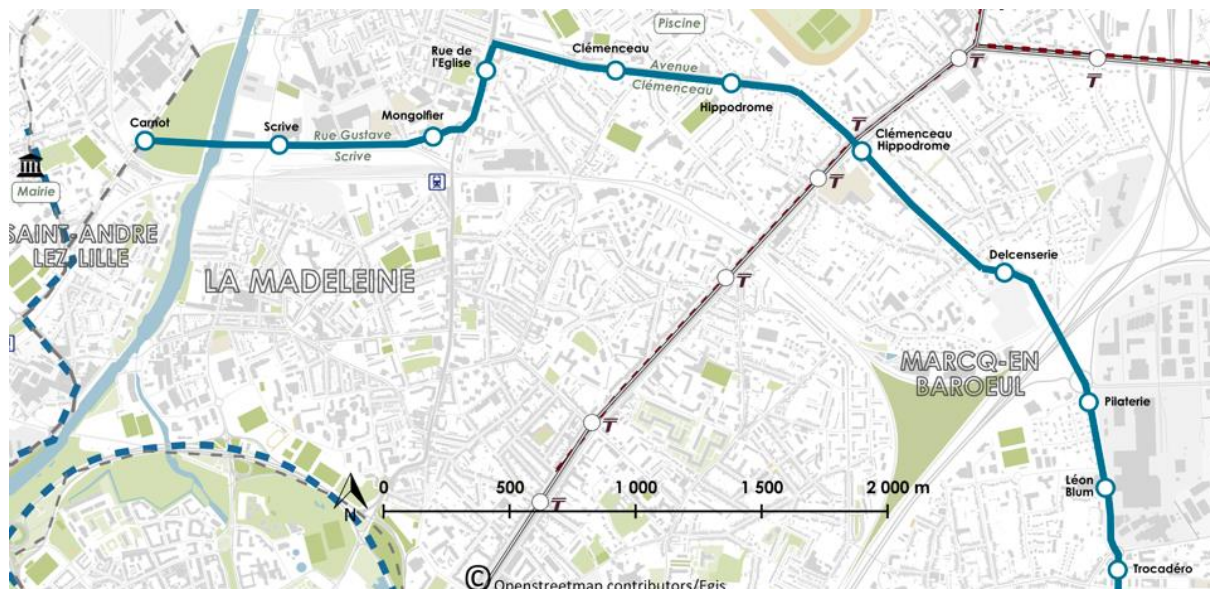 Piscine
Rue de
l'Eglise
Clémenceau
Avenue
Clémenceau
Hippodrome
T
T
Carnot
Scrive
Rue Gustave
Scrive
Mongolfier
T
Clémenceau
Hippodrome
T
Mairie
SAINT-ANDRE
LEZ LILLE
LA MADELEINE
Delcenserie
T
MARCQ-EN
BAROEUL
Pilaterie
T
Léon
Blum
0 500 1 000 1 500 2 000 m
N
T
Trocadéro
© Openstreetmap contributors/Egis